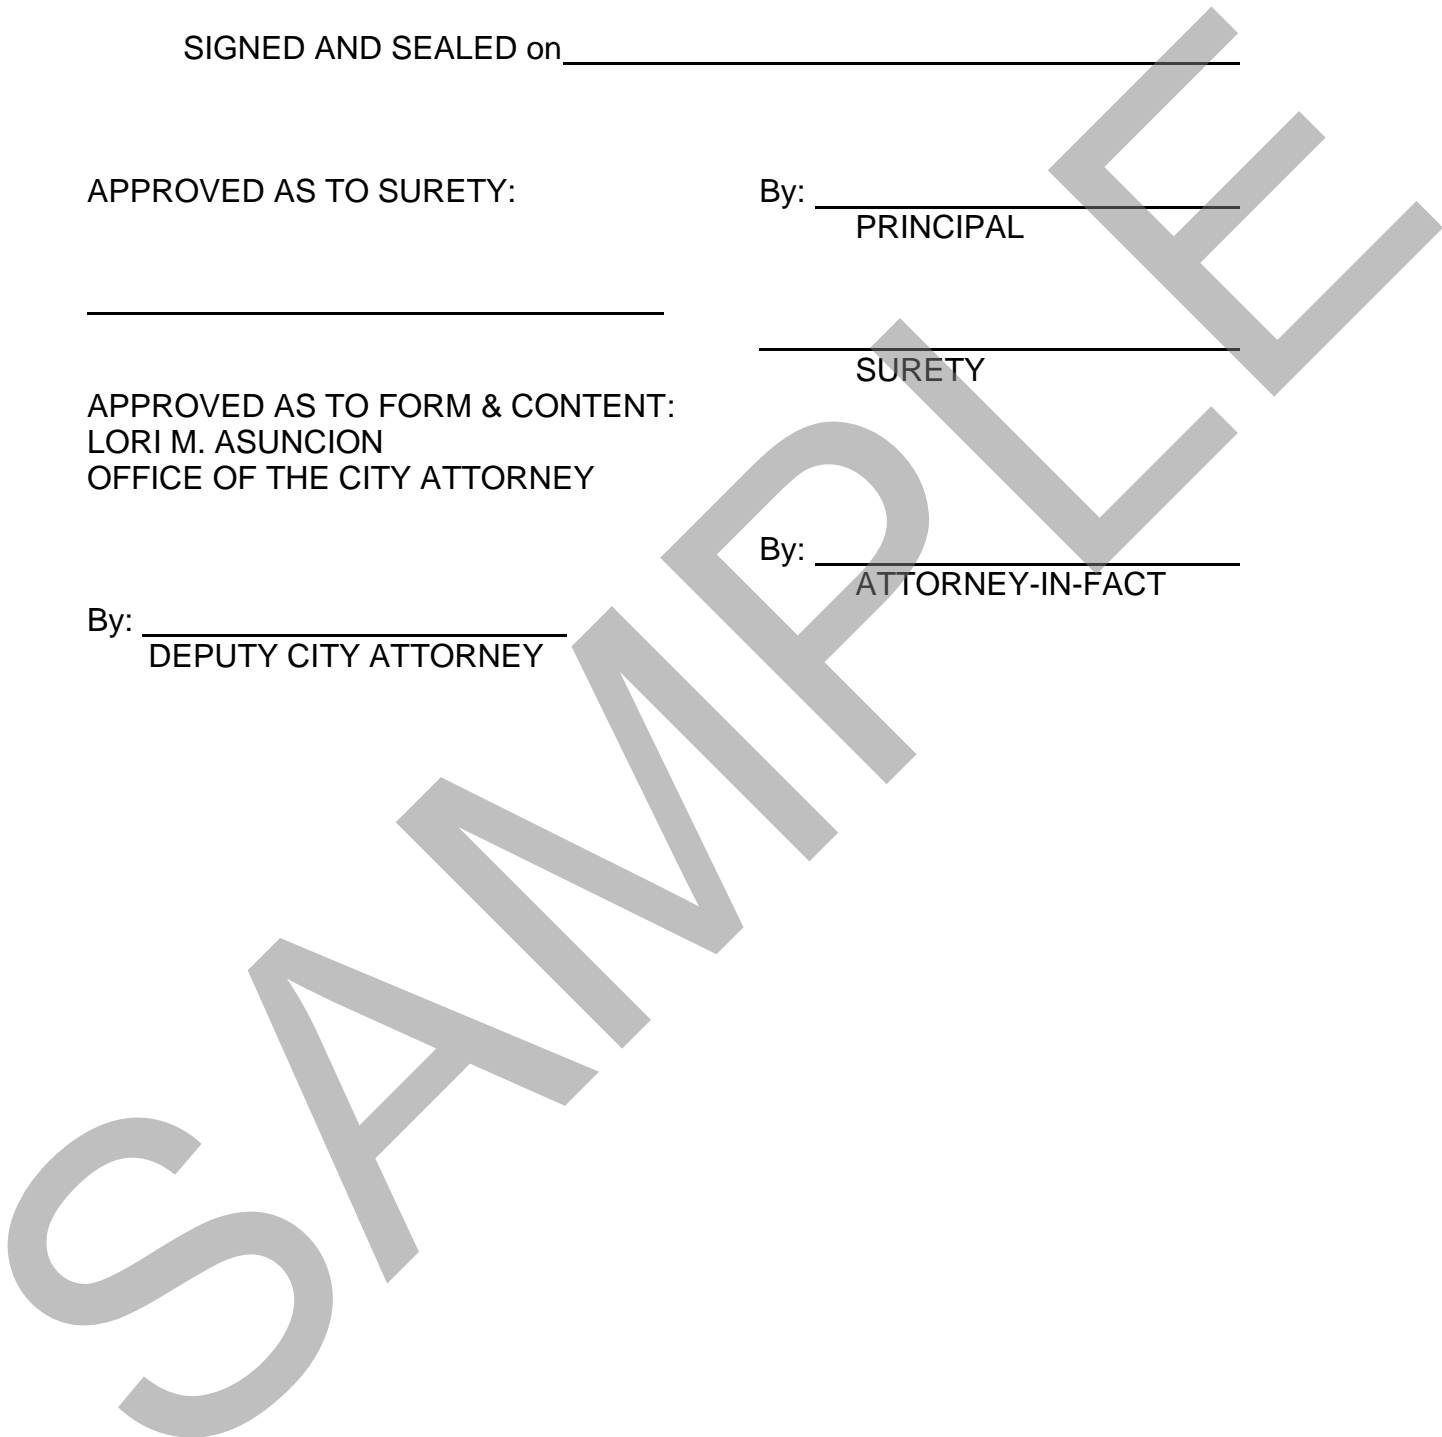 SIGNED AND SEALED on
APPROVED AS TO SURETY:
By:
PRINCIPAL
SURETY
APPROVED AS TO FORM & CONTENT:
LORI M. ASUNCION
OFFICE OF THE CITY ATTORNEY
By:
ATTORNEY-IN-FACT
By:
DEPUTY CITY ATTORNEY
SAMPLE